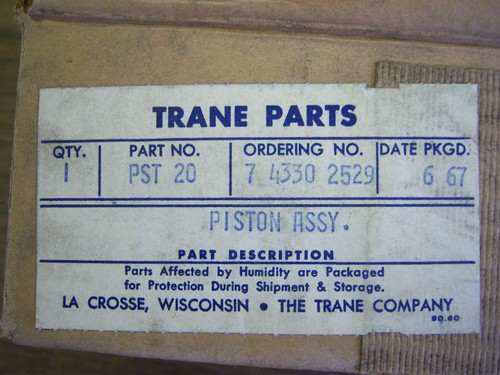 TRANE PARTS
QTY. PART NO. ORDERING NO. DATE PKGD.
1 PST 20 7 4330 2529 6 67
PISTON ASSY.
PART DESCRIPTION
Parts Affected by Humidity are Packaged
for Protection During Shipment & Storage.
LA CROSSE, WISCONSIN • THE TRANE COMPANY